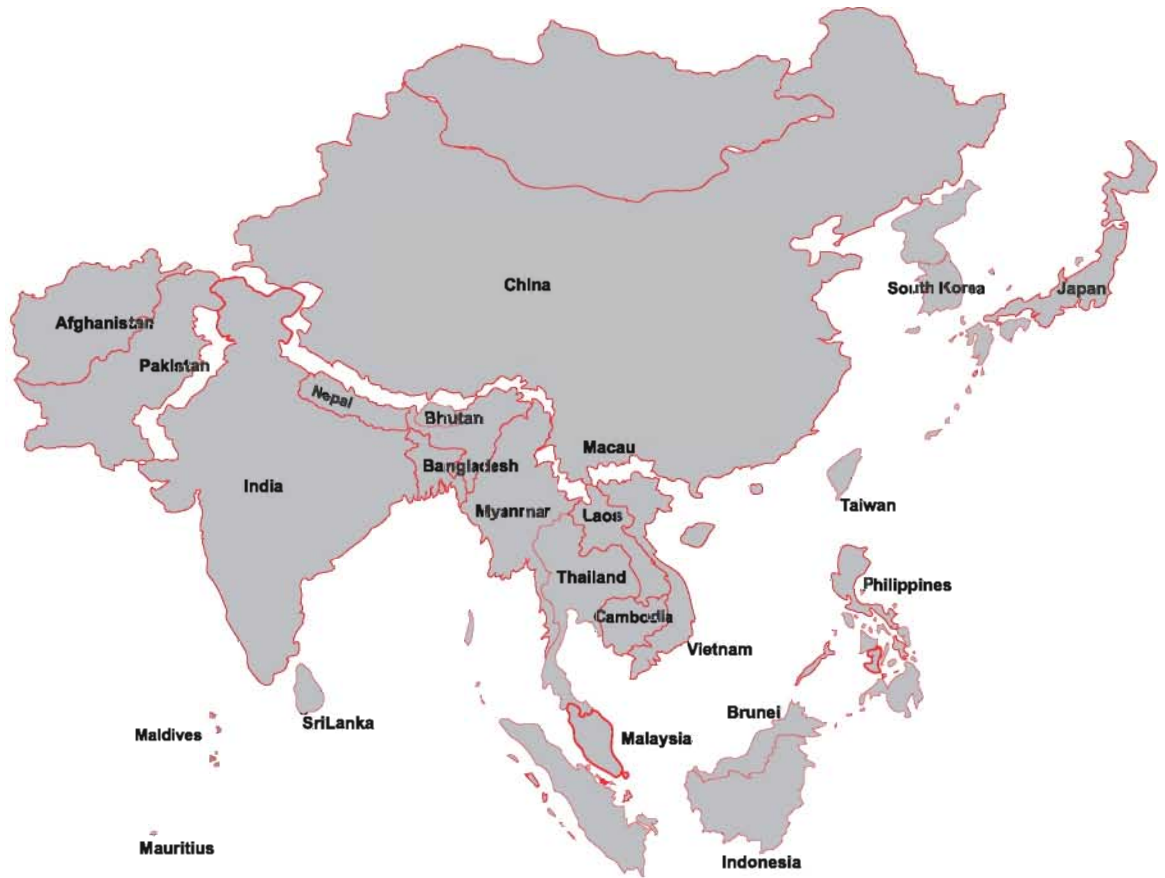 China
South Korea
Japan
Afghanistan
Pakistan
Nepal
Bhutan
Macau
Bangladesh
India
Taiwan
Myanmar
Laos
Thailand
Philippines
Cambodia
Vietnam
Brunei
SriLanka
Maldives
Malaysia
Mauritius
Indonesia